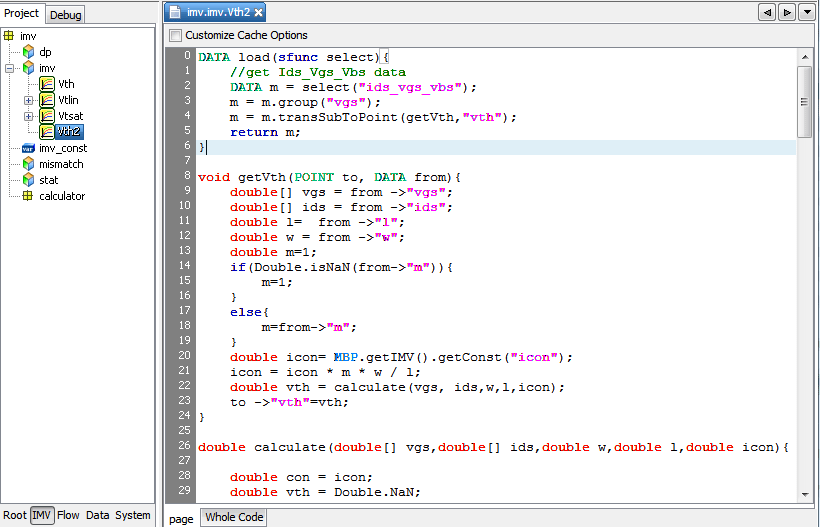 Project Debug
imv
dp
imv
Vth
Vtlin
Vtsat
Vth2
var imv_const
mismatch
stat
calculator
Root IMV Flow Data System
imv.imv.Vth2
Customize Cache Options
0 DATA load(sfunc select){
1 //get Ids_Vgs_Vbs data
2 DATA m = select("ids_vgs_vbs");
3 m = m.group("vgs");
4 m = m.transSubToPoint(getVth,"vth");
5 return m;
6 }
7
8 void getVth(POINT to, DATA from){
9 double[] vgs = from ->"vgs";
10 double[] ids = from ->"ids";
11 double l= from ->"l";
12 double w = from ->"w";
13 double m=1;
14 if(Double.isNaN(from->"m")){
15 m=1;
16 }
17 else{
18 m=from->"m";
19 }
20 double icon= MBP.getIMV().getConst("icon");
21 icon = icon * m * w / l;
22 double vth = calculate(vgs, ids,w,l,icon);
23 to ->"vth"=vth;
24 }
25
26 double calculate(double[] vgs,double[] ids,double w,double l,double icon){
27
28 double con = icon;
29 double vth = Double.NaN;
page Whole Code